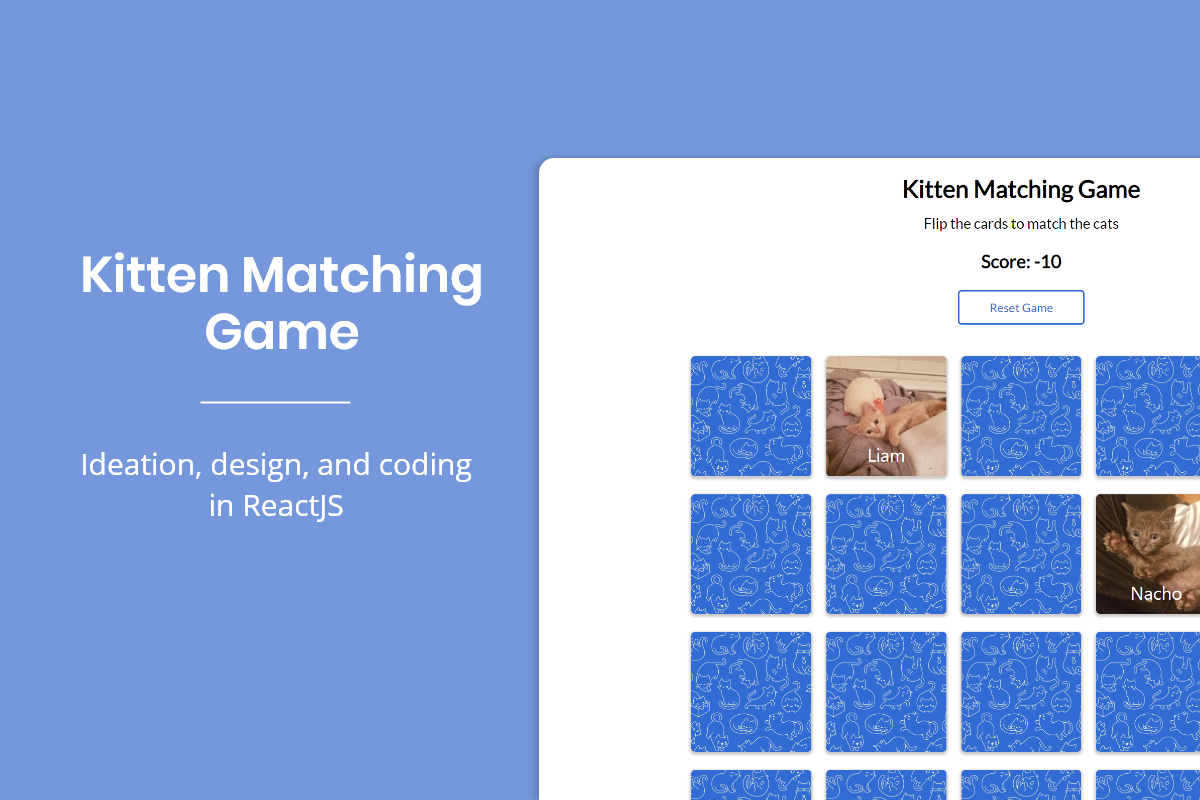 Kitten Matching
Game
Ideation, design, and coding
in ReactJS
Kitten Matching Game
Flip the cards to match the cats
Score: -10
Reset Game
Liam
Nacho